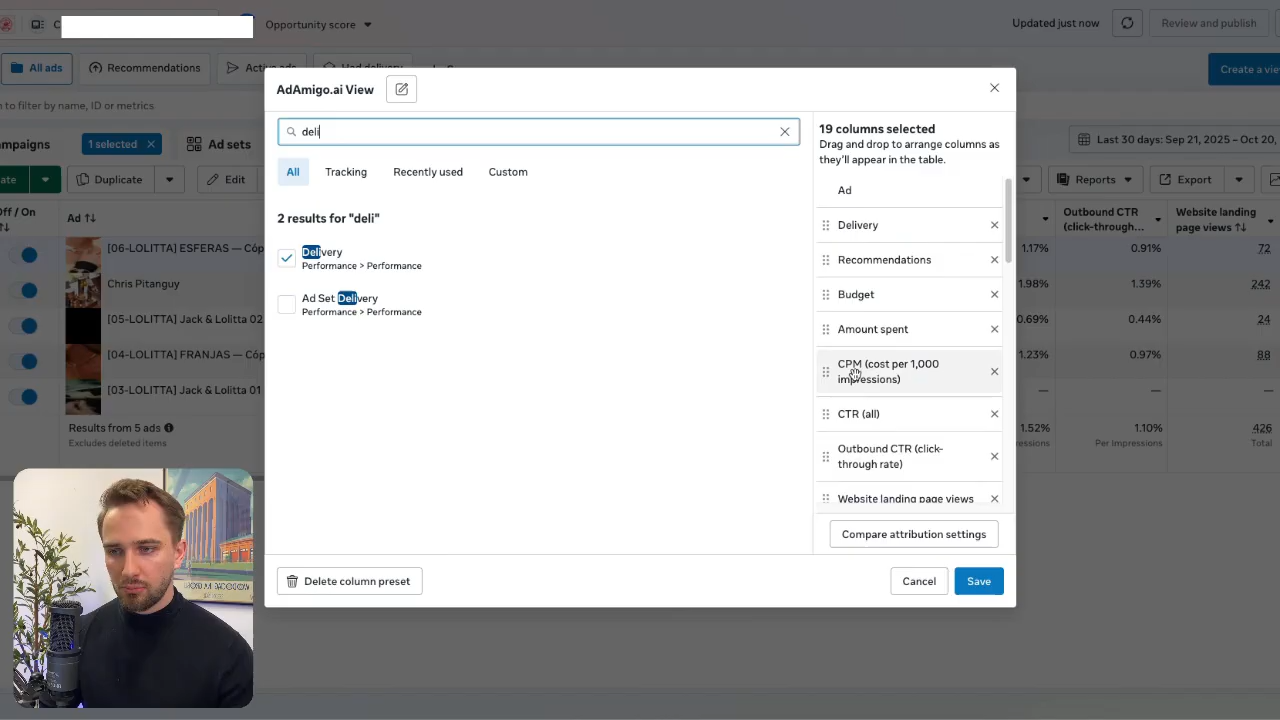 C
Opportunity score
Updated just now
Review and publish
All ads
Recommendations
Active ads
Had delivery
Create a vie
n to filter by name, ID or metrics
AdAmigo.ai View
deli
All
Tracking
Recently used
Custom
2 results for "deli"
Delivery
Performance > Performance
Ad Set Delivery
Performance > Performance
19 columns selected
Drag and drop to arrange columns as
they'll appear in the table.
Ad
Delivery
Recommendations
Budget
Amount spent
CPM (cost per 1,000
impressions)
CTR (all)
Outbound CTR (click-
through rate)
Website landing page views
Compare attribution settings
Delete column preset
Cancel
Save
mpaigns
1 selected
Ad sets
Last 30 days: Sep 21, 2025 – Oct 20,
ate
Duplicate
Edit
Reports
Export
Off / On
Ad
Outbound CTR
(click-through...
Website landing
page views
[06-LOLITTA] ESFERAS — Cóp
1.17%
0.91%
72
Chris Pitanguy
1.98%
1.39%
242
[05-LOLITTA] Jack & Lolitta 02
0.69%
0.44%
24
[04-LOLITTA] FRANJAS — Cóp
1.23%
0.97%
88
[03-LOLITTA] Jack & Lolitta 01
—
—
—
Results from 5 ads
Excludes deleted items
1.52%
1.10%
426
ressions
Per Impressions
Total